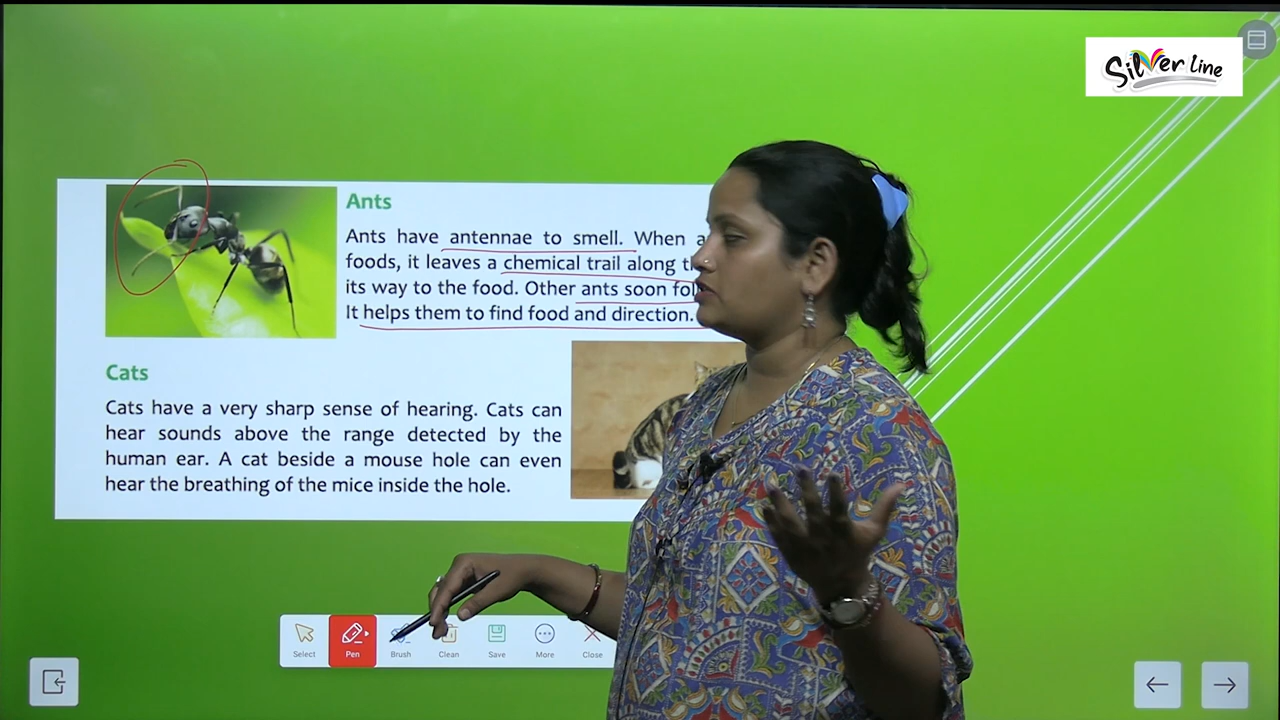 Silver line
Ants
Ants have antennae to smell. When a
foods, it leaves a chemical trail along
its way to the food. Other ants soon
It helps them to find food and direction.
Cats
Cats have a very sharp sense of hearing. Cats can
hear sounds above the range detected by the
human ear. A cat beside a mouse hole can even
hear the breathing of the mice inside the hole.
Select
Pen
Brush
Clean
Save
More
Close